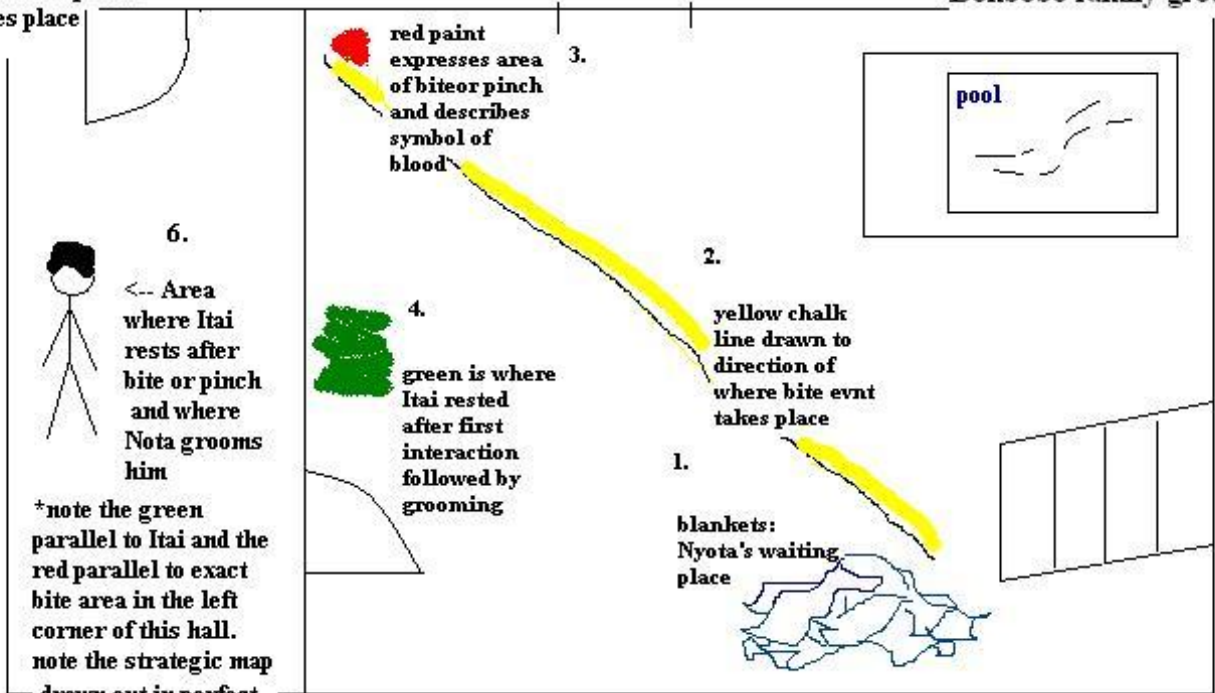 es place
red paint
expresses area
of biteor pinch
and describes
symbol of
blood
3.
pool
6.
<-- Area
where Itai
rests after
bite or pinch
and where
Nota grooms
him
2.
yellow chalk
line drawn to
direction of
where bite evnt
takes place
4.
green is where
Itai rested
after first
interaction
followed by
grooming
1.
blankets:
Nyota's waiting
place
*note the green
parallel to Itai and the
red parallel to exact
bite area in the left
corner of this hall.
note the strategic map